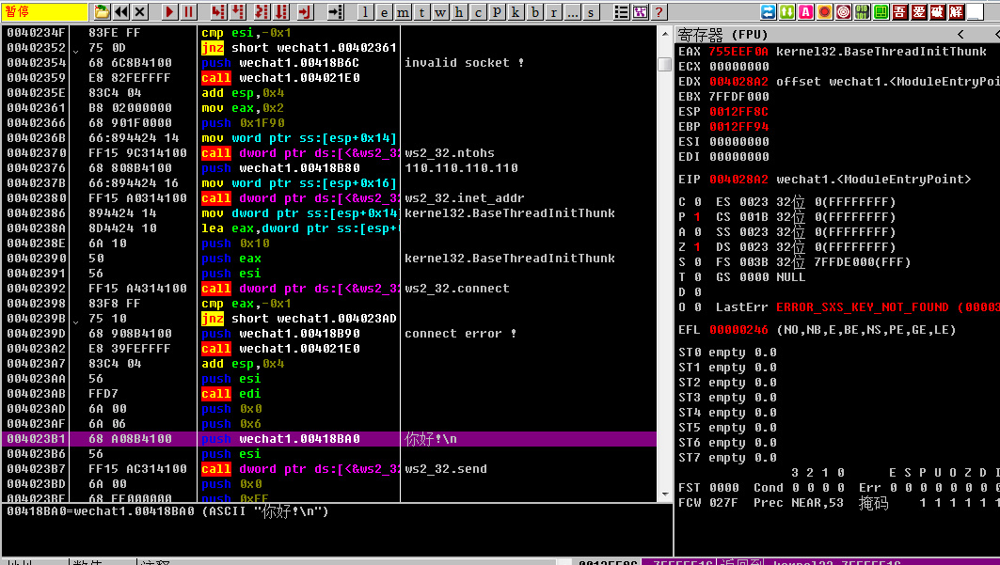 暂停 l e m t w h c p k b r ... s ? A 吾 爱 破 解
0040234F 83FE FF cmp esi,-0x1
00402352 75 0D jnz short wechat1.00402361
00402354 68 6C8B4100 push wechat1.00418B6C invalid socket !
00402359 E8 82FEFFFF call wechat1.004021E0
0040235E 83C4 04 add esp,0x4
00402361 B8 02000000 mov eax,0x2
00402366 68 901F0000 push 0x1F90
0040236B 66:894424 14 mov word ptr ss:[esp+0x14]
00402370 FF15 9C314100 call dword ptr ds:[<&ws2_32 ws2_32.ntohs
00402376 68 808B4100 push wechat1.00418B80 110.110.110.110
0040237B 66:894424 16 mov word ptr ss:[esp+0x16]
00402380 FF15 A0314100 call dword ptr ds:[<&ws2_32 ws2_32.inet_addr
00402386 894424 14 mov dword ptr ss:[esp+0x14 kernel32.BaseThreadInitThunk
0040238A 8D4424 10 lea eax,dword ptr ss:[esp+
0040238E 6A 10 push 0x10
00402390 50 push eax kernel32.BaseThreadInitThunk
00402391 56 push esi
00402392 FF15 A4314100 call dword ptr ds:[<&ws2_32 ws2_32.connect
00402398 83F8 FF cmp eax,-0x1
0040239B 75 10 jnz short wechat1.004023AD
0040239D 68 908B4100 push wechat1.00418B90 connect error !
004023A2 E8 39FEFFFF call wechat1.004021E0
004023A7 83C4 04 add esp,0x4
004023AA 56 push esi
004023AB FFD7 call edi
004023AD 6A 00 push 0x0
004023AF 6A 06 push 0x6
004023B1 68 A08B4100 push wechat1.00418BA0 你好!\n
004023B6 56 push esi
004023B7 FF15 AC314100 call dword ptr ds:[<&ws2_32 ws2_32.send
004023BD 6A 00 push 0x0
004023BF 68 FF000000 push 0xFF
00418BA0=wechat1.00418BA0 (ASCII "你好!\n")
地址 数值 注释
寄存器 (FPU) < <
EAX 755EEF0A kernel32.BaseThreadInitThunk
ECX 00000000
EDX 004028A2 offset wechat1.<ModuleEntryPoi
EBX 7FFDF000
ESP 0012FF8C
EBP 0012FF94
ESI 00000000
EDI 00000000
EIP 004028A2 wechat1.<ModuleEntryPoint>
C 0 ES 0023 32位 0(FFFFFFFF)
P 1 CS 001B 32位 0(FFFFFFFF)
A 0 SS 0023 32位 0(FFFFFFFF)
Z 1 DS 0023 32位 0(FFFFFFFF)
S 0 FS 003B 32位 7FFDE000(FFF)
T 0 GS 0000 NULL
D 0
O 0 LastErr ERROR_SXS_KEY_NOT_FOUND (00003
EFL 00000246 (NO,NB,E,BE,NS,PE,GE,LE)
ST0 empty 0.0
ST1 empty 0.0
ST2 empty 0.0
ST3 empty 0.0
ST4 empty 0.0
ST5 empty 0.0
ST6 empty 0.0
ST7 empty 0.0
3 2 1 0 E S P U O Z D I
FST 0000 Cond 0 0 0 0 Err 0 0 0 0 0 0 0 0
FCW 027F Prec NEAR,53 掩码 1 1 1 1 1 1